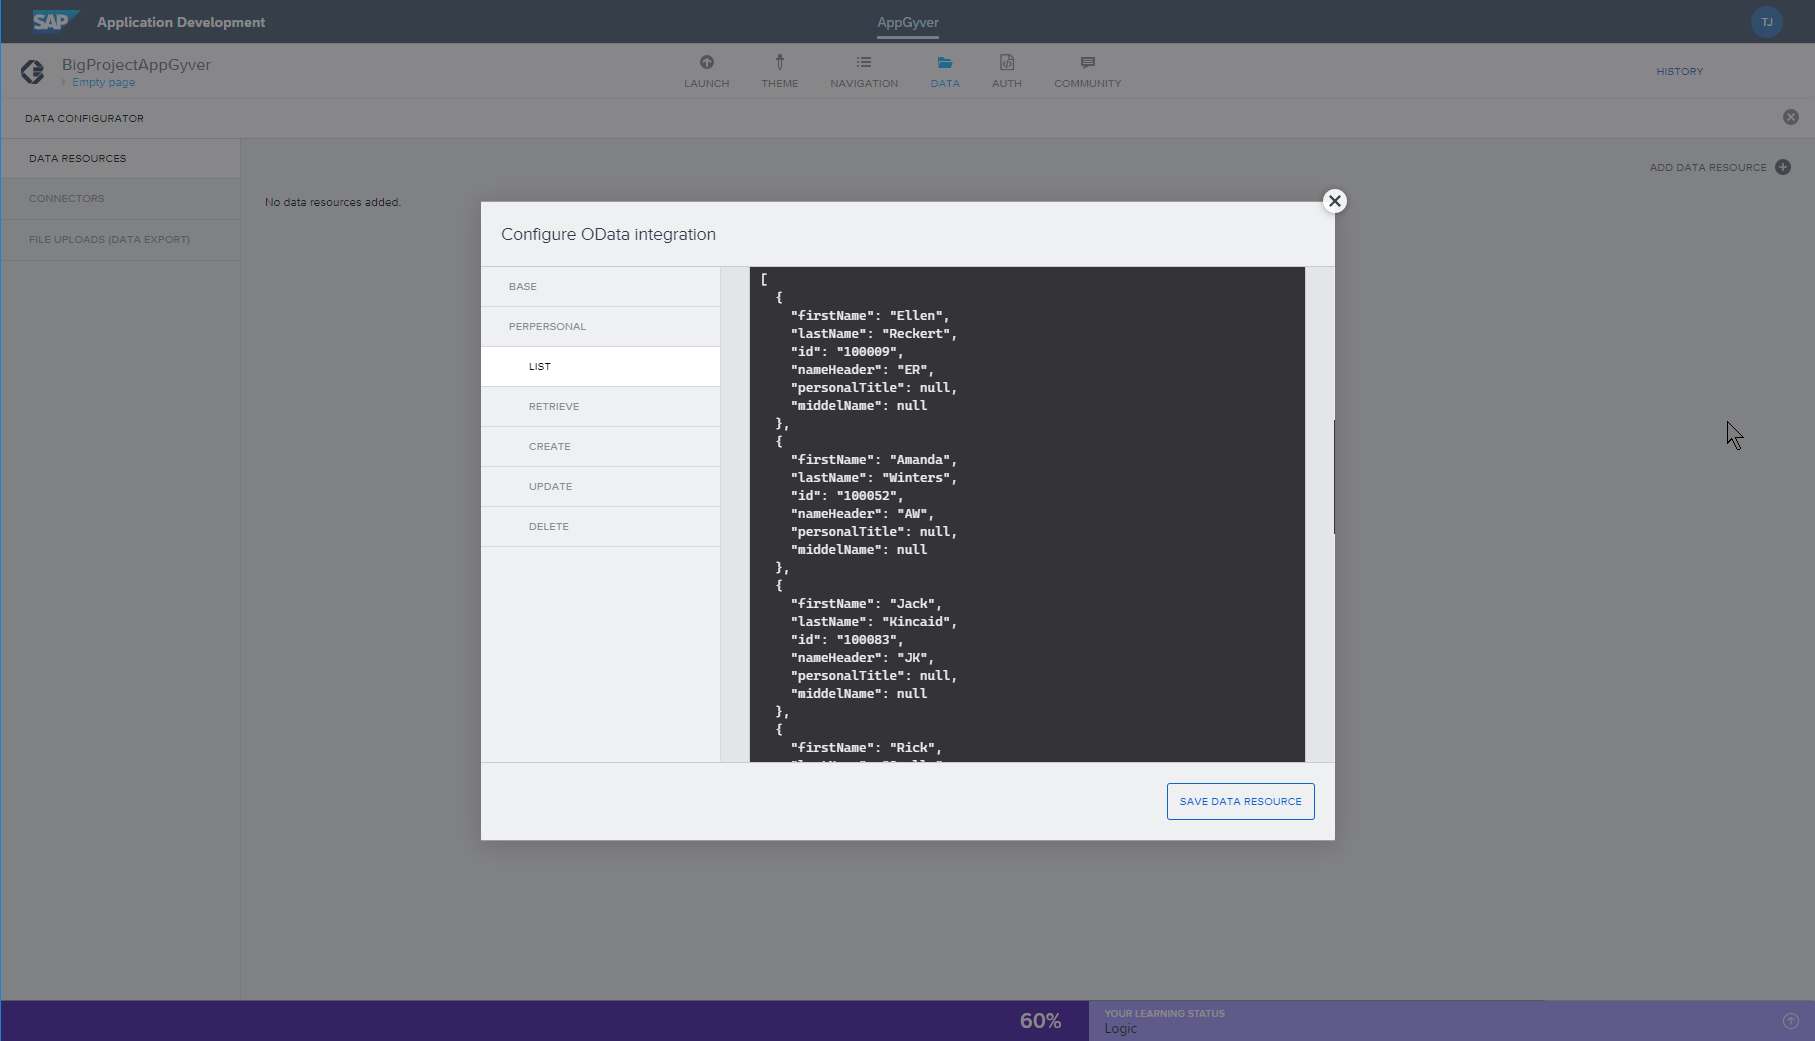 SAP Application Development
AppGyver
TJ
BigProjectAppGyver
Empty page
LAUNCH
THEME
NAVIGATION
DATA
AUTH
COMMUNITY
HISTORY
DATA CONFIGURATOR
DATA RESOURCES
CONNECTORS
FILE UPLOADS (DATA EXPORT)
ADD DATA RESOURCE
No data resources added.
Configure OData integration
BASE
PERPERSONAL
LIST
RETRIEVE
CREATE
UPDATE
DELETE
[
{
"firstName": "Ellen",
"lastName": "Reckert",
"id": "100009",
"nameHeader": "ER",
"personalTitle": null,
"middelName": null
},
{
"firstName": "Amanda",
"lastName": "Winters",
"id": "100052",
"nameHeader": "AW",
"personalTitle": null,
"middelName": null
},
{
"firstName": "Jack",
"lastName": "Kincaid",
"id": "100083",
"nameHeader": "JK",
"personalTitle": null,
"middelName": null
},
{
"firstName": "Rick",
SAVE DATA RESOURCE
60%
YOUR LEARNING STATUS
Logic